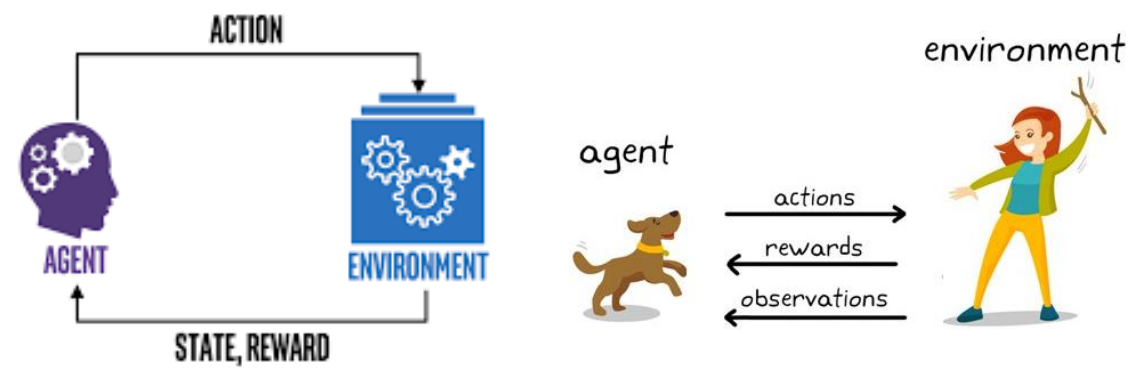 ACTION
AGENT
ENVIRONMENT
STATE, REWARD
environment
agent
actions
rewards
observations